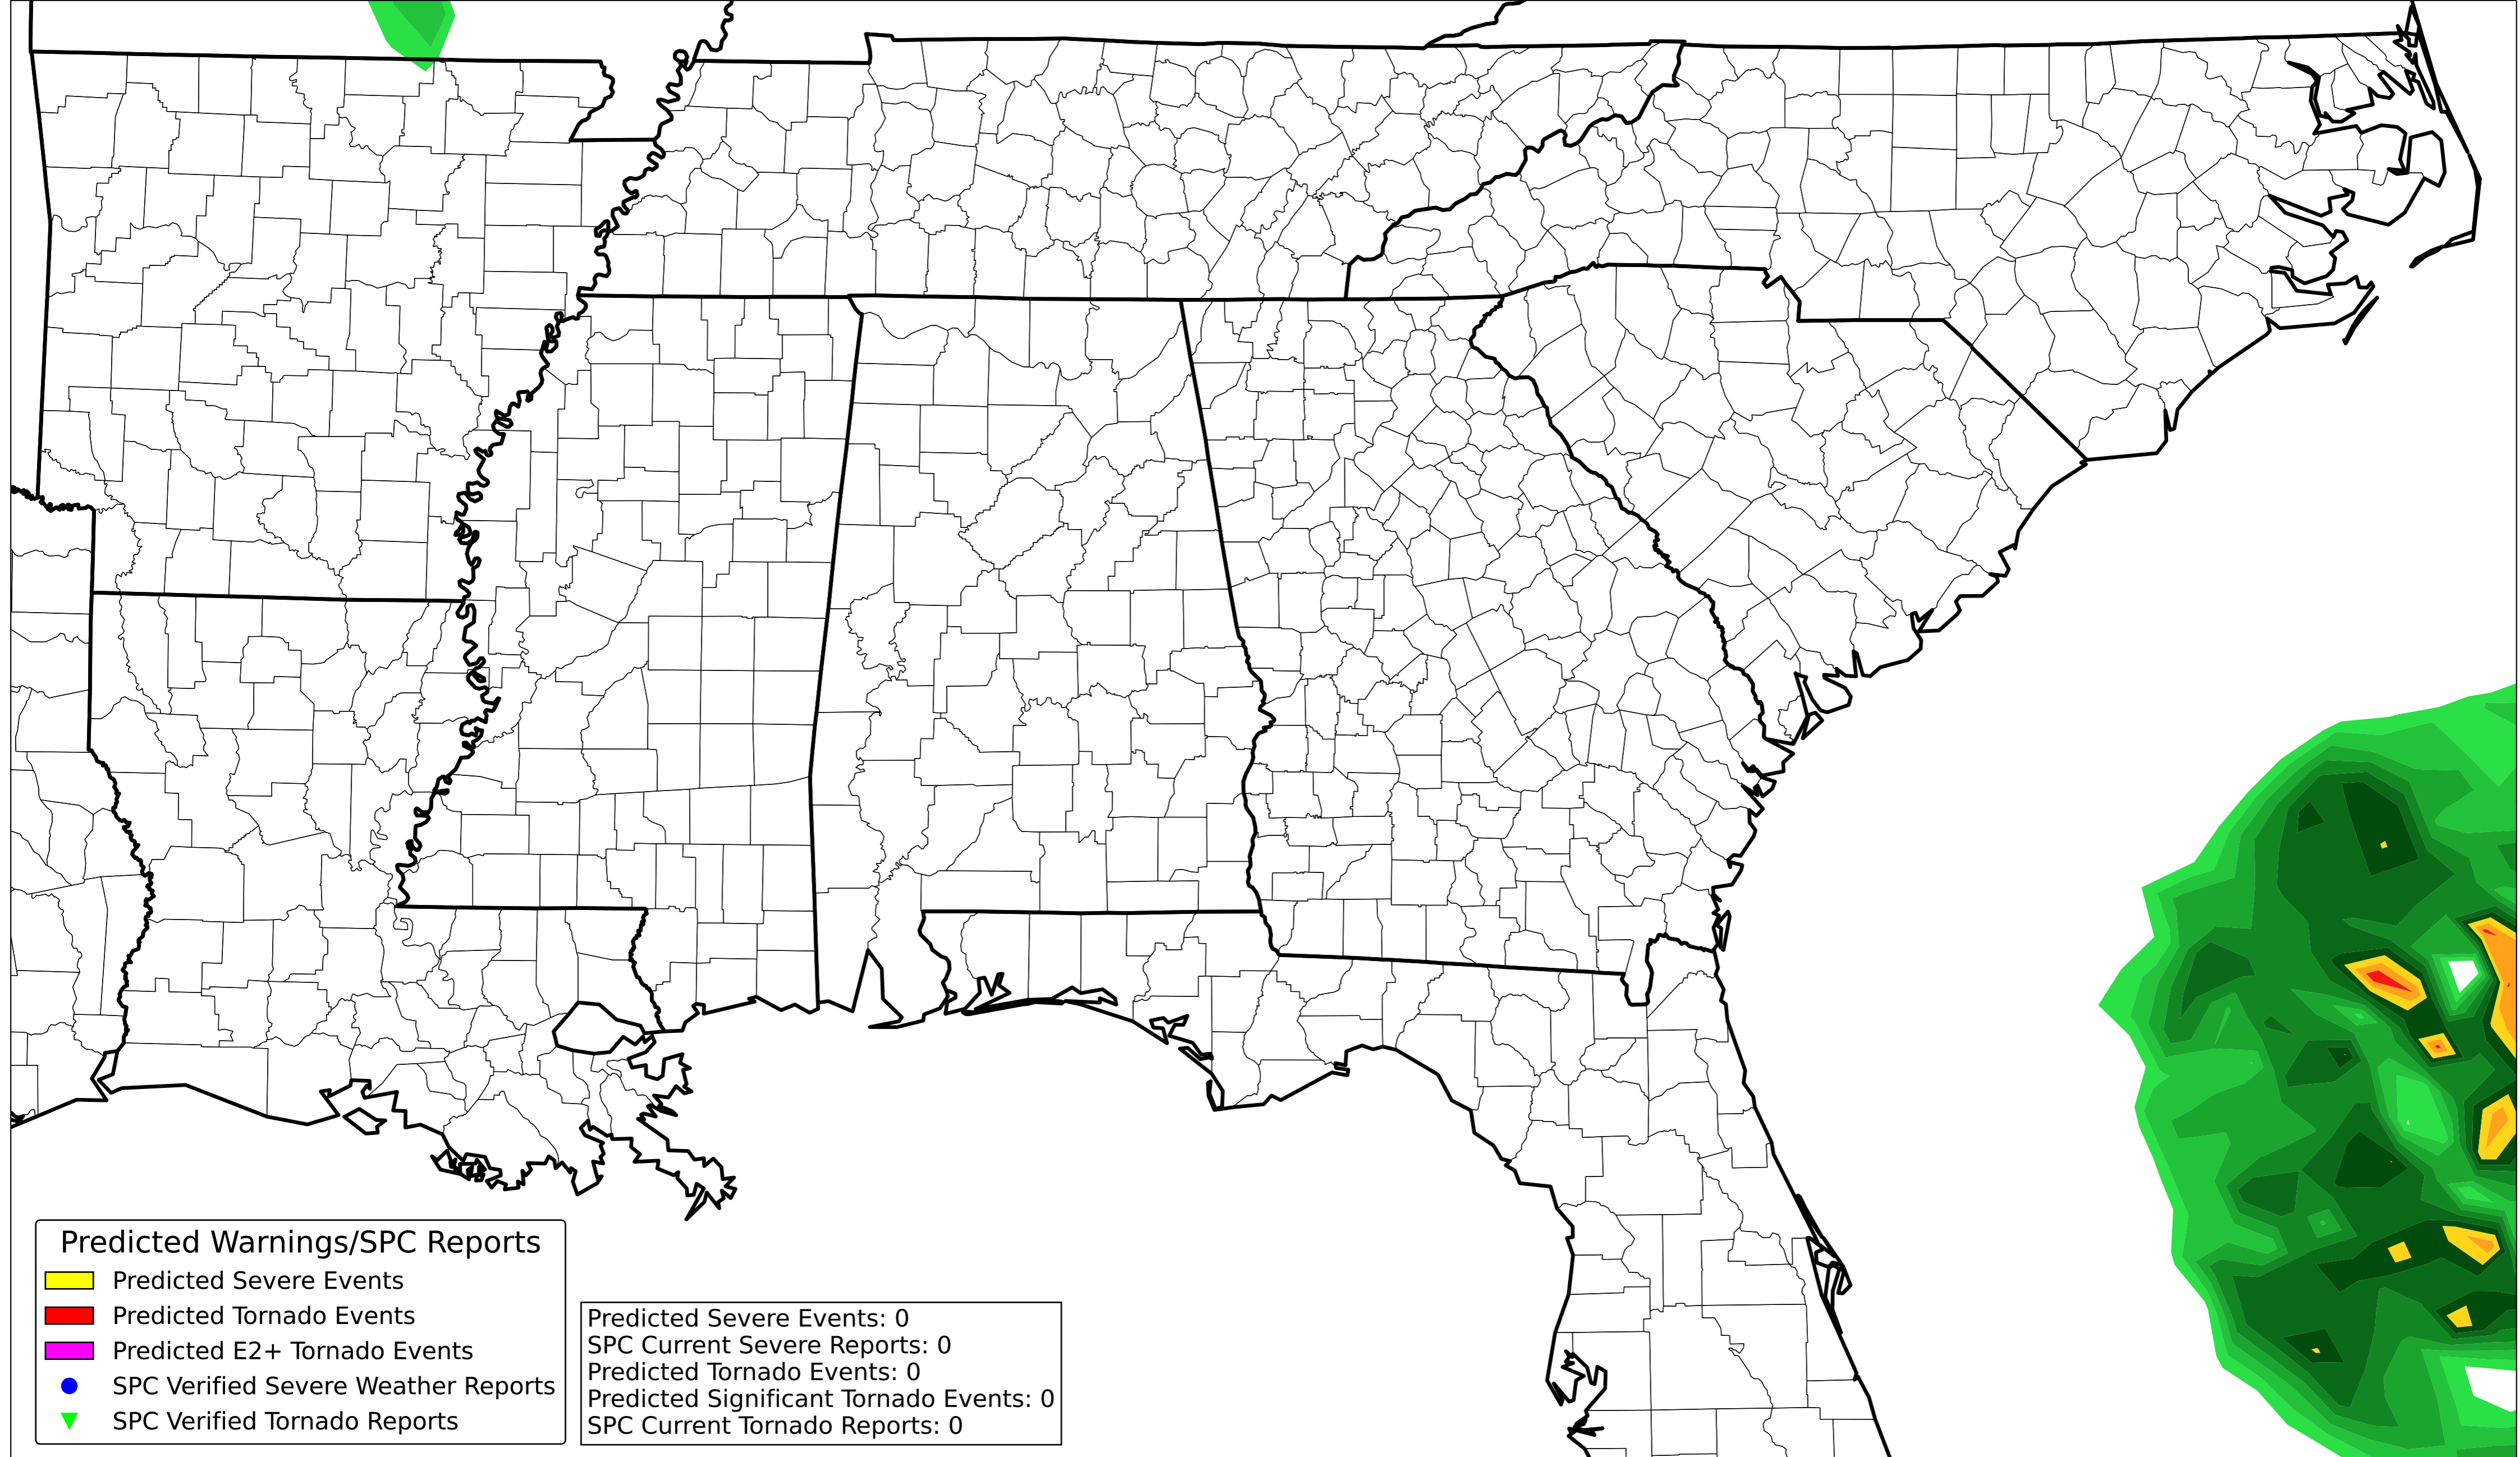 Predicted Warnings/SPC Reports
Predicted Severe Events
Predicted Tornado Events
Predicted E2+ Tornado Events
SPC Verified Severe Weather Reports
SPC Verified Tornado Reports
Predicted Severe Events: 0
SPC Current Severe Reports: 0
Predicted Tornado Events: 0
Predicted Significant Tornado Events: 0
SPC Current Tornado Reports: 0